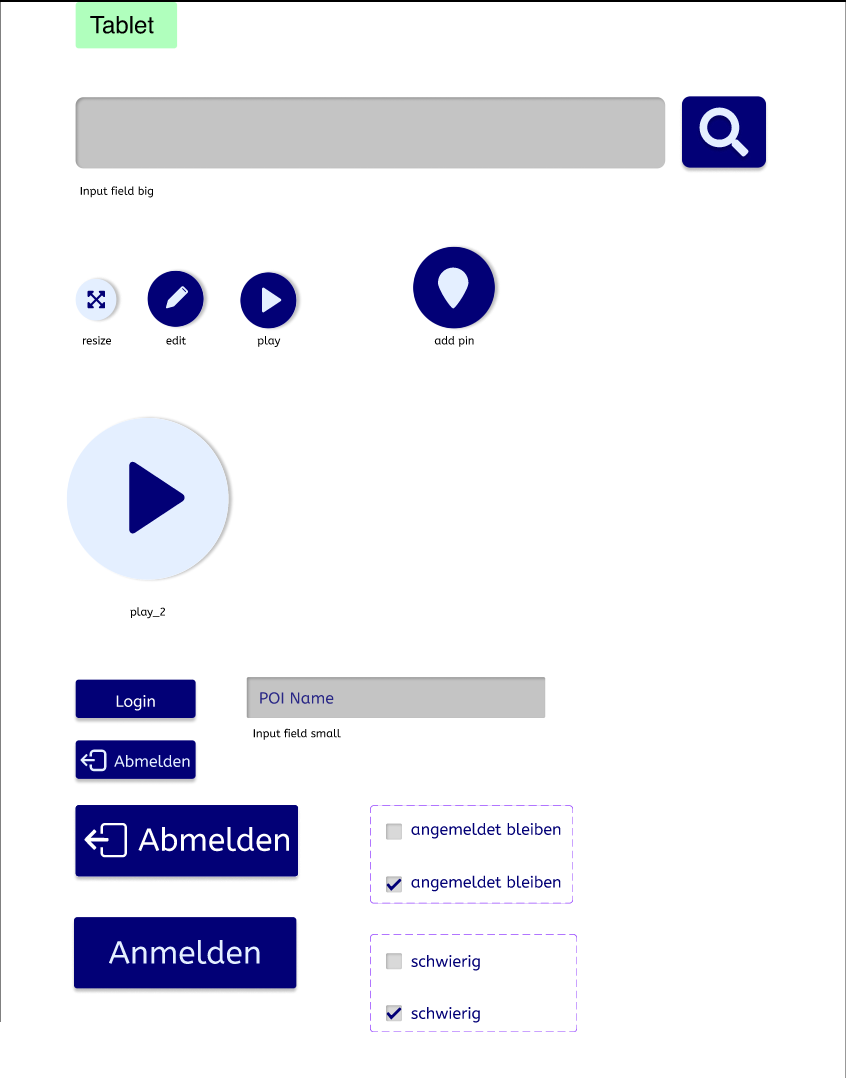 Tablet
Input field big
resize
edit
play
add pin
play_2
Login
POI Name
Input field small
Abmelden
Abmelden
angemeldet bleiben
angemeldet bleiben
Anmelden
schwierig
schwierig